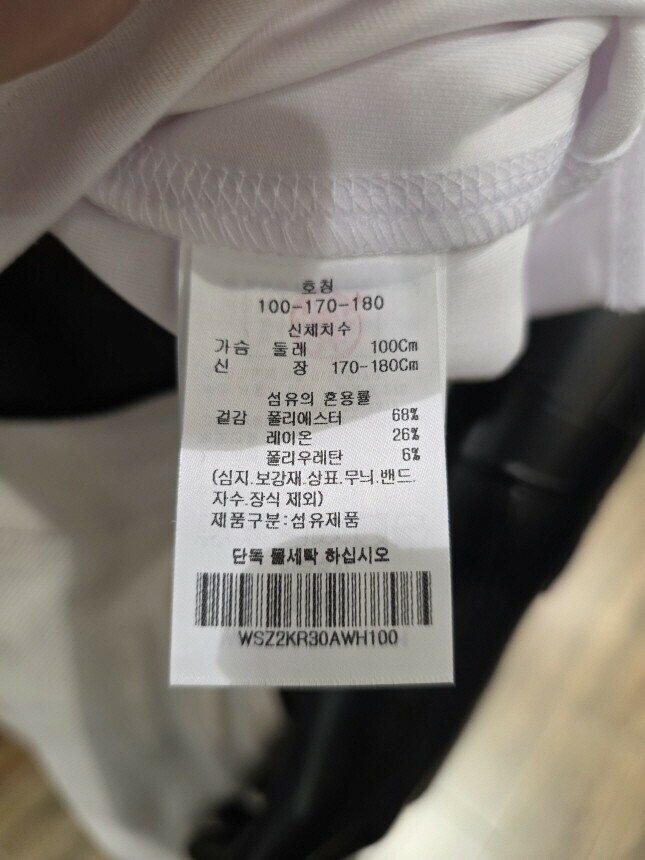 호칭
100-170-180
신체치수
가슴 둘레 100Cm
신 장 170-180Cm
섬유의 혼용률
겉감 폴리에스터 68%
레이온 26%
폴리우레탄 6%
(심지.보강재.상표.무늬.밴드.
자수.장식 제외)
제품구분:섬유제품
단독 물세탁 하십시오
WSZ2KR30AWH100